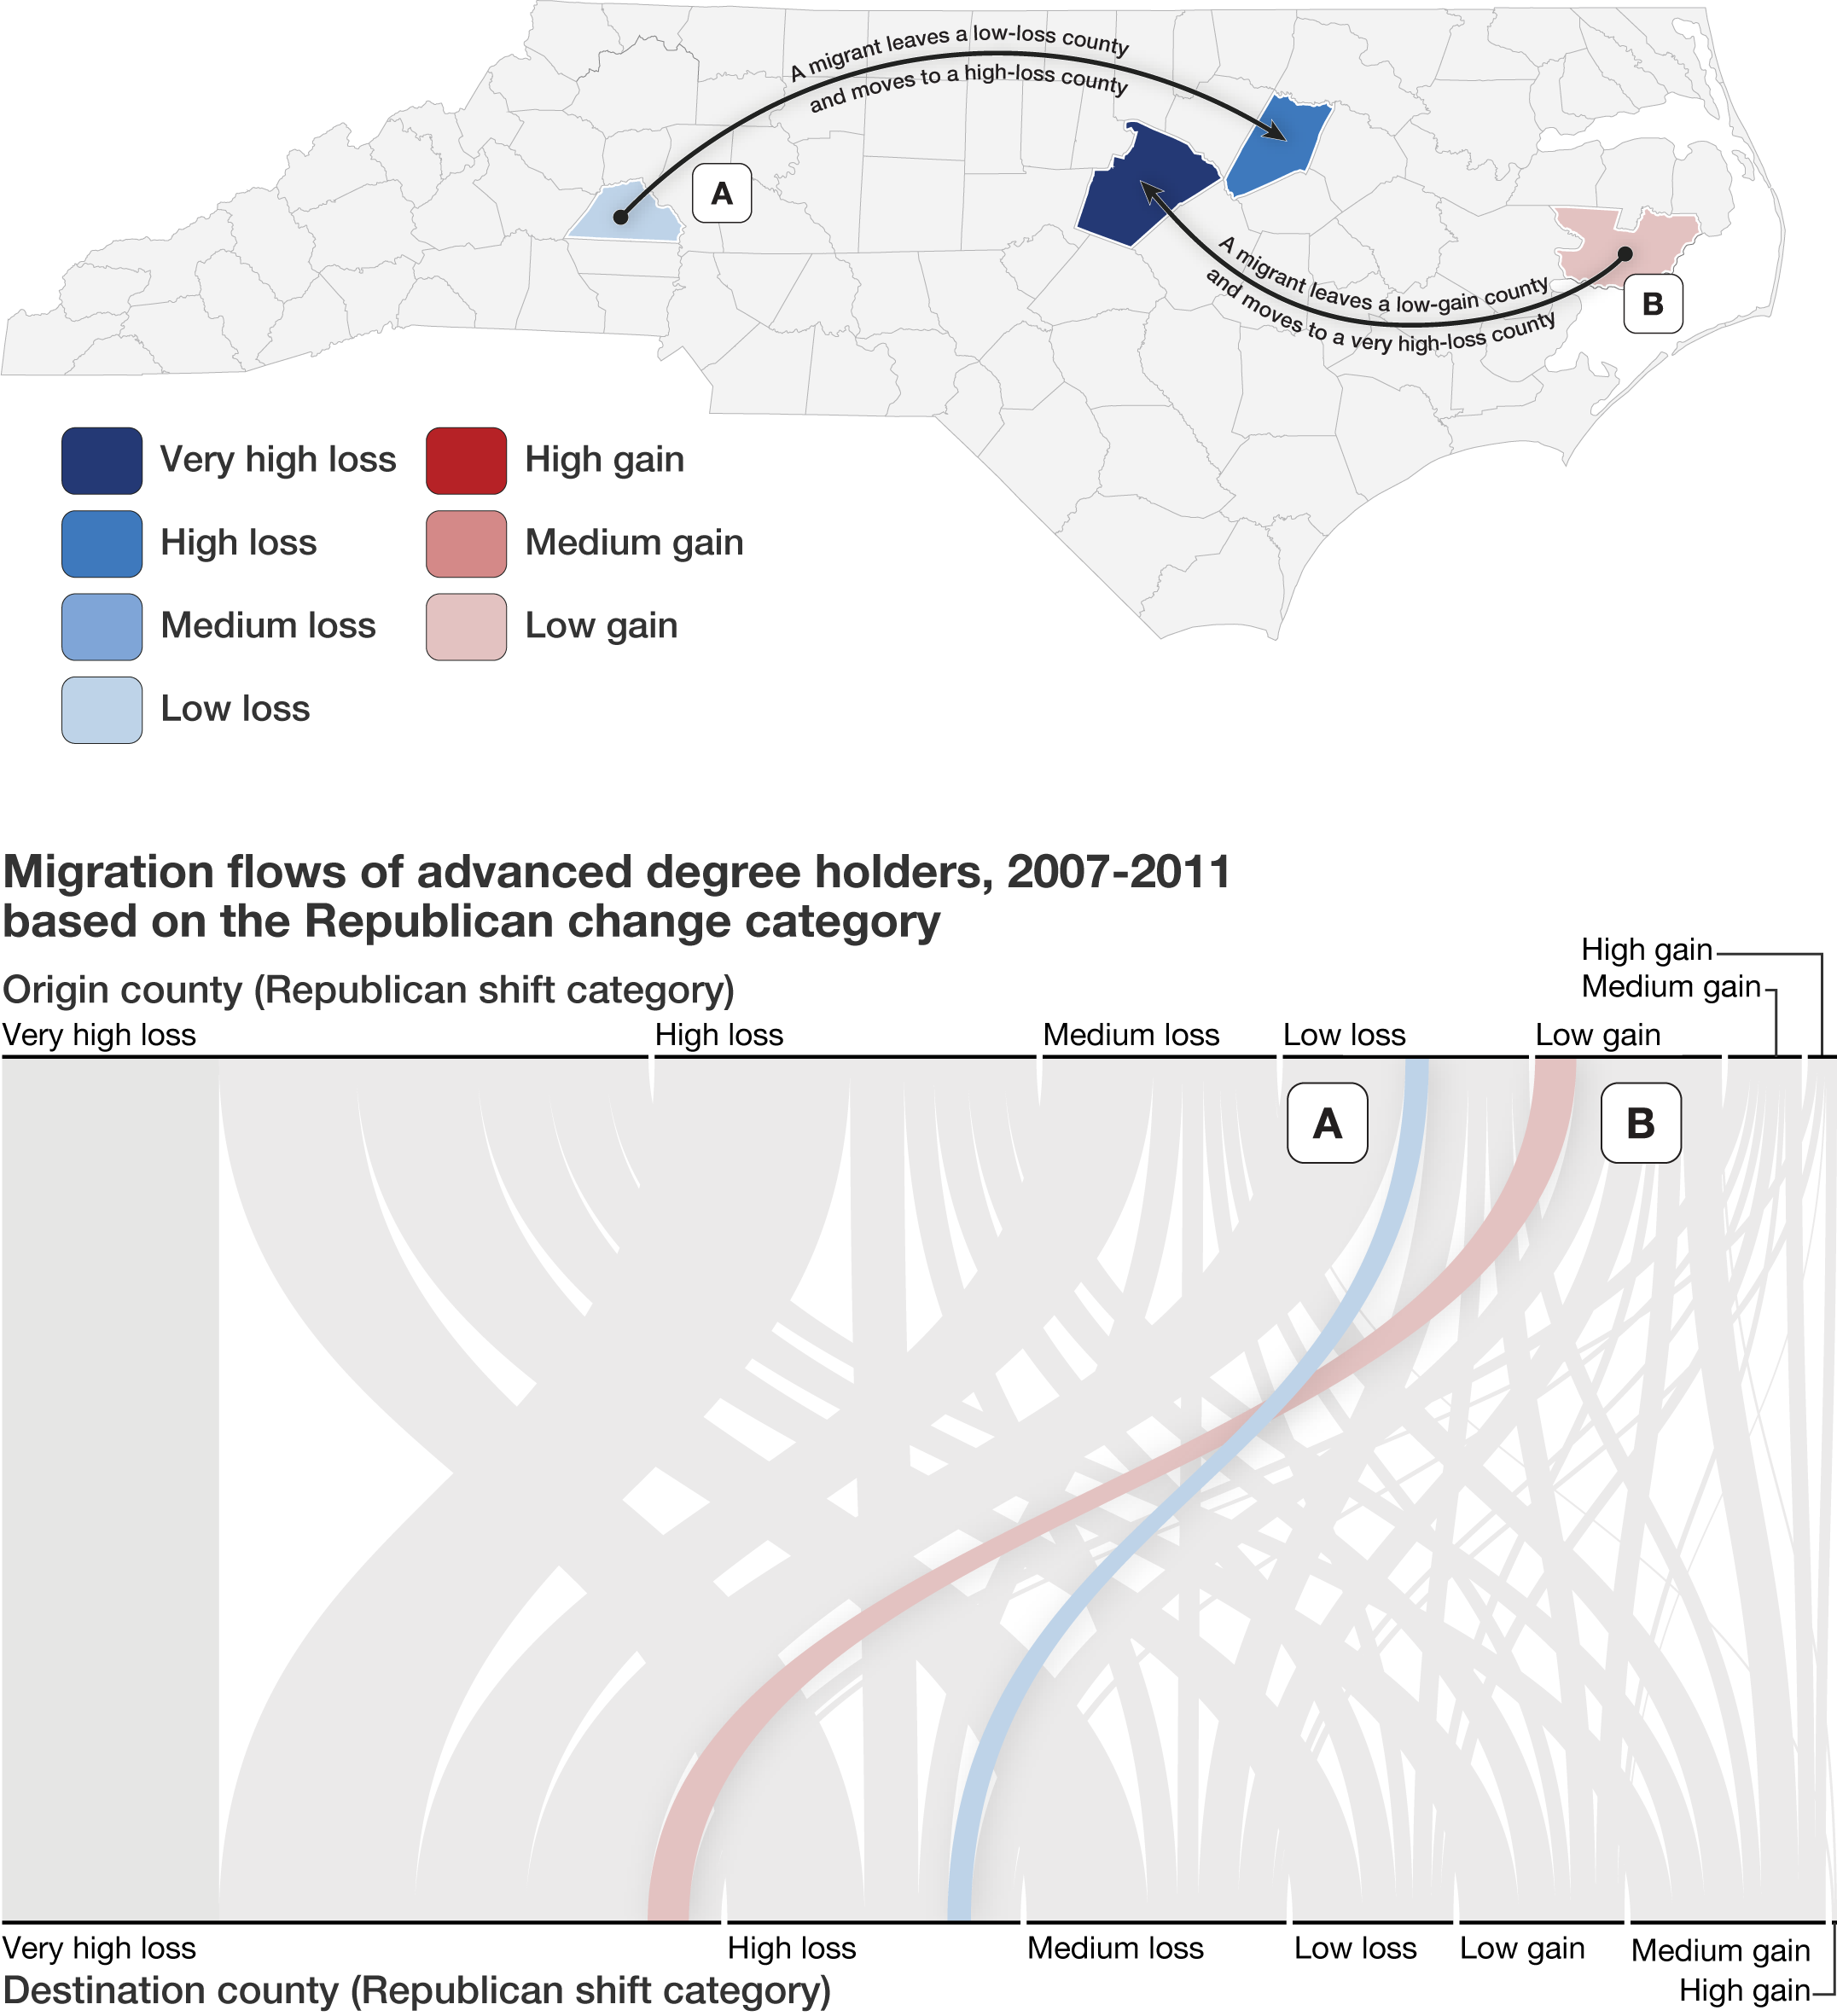 A migrant leaves a low-loss county
and moves to a high-loss county
A
A migrant leaves a low-gain county
and moves to a very high-loss county
B
Very high loss
High gain
High loss
Medium gain
Medium loss
Low gain
Low loss
Migration flows of advanced degree holders, 2007-2011
based on the Republican change category
High gain
Origin county (Republican shift category)
Medium gain
Very high loss
High loss
Medium loss
Low loss
Low gain
A
B
Very high loss
High loss
Medium loss
Low loss
Low gain
Medium gain
Destination county (Republican shift category)
High gain